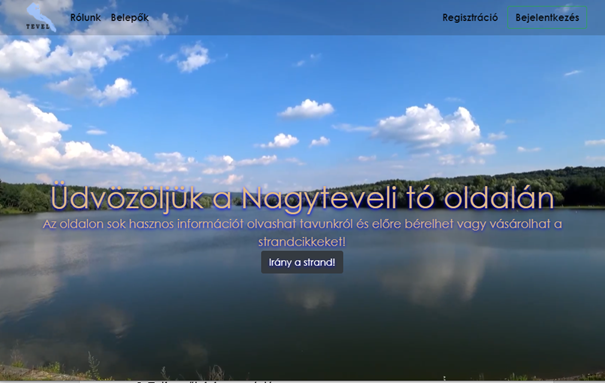 TEVEL
Rólunk Belepők
Regisztráció Bejelentkezés
Üdvözöljük a Nagyteveli tó oldalán
Az oldalon sok hasznos információt olvashat tavunkról és előre bérelhet vagy vásárolhat a
strandcikkeket!
Irány a strand!